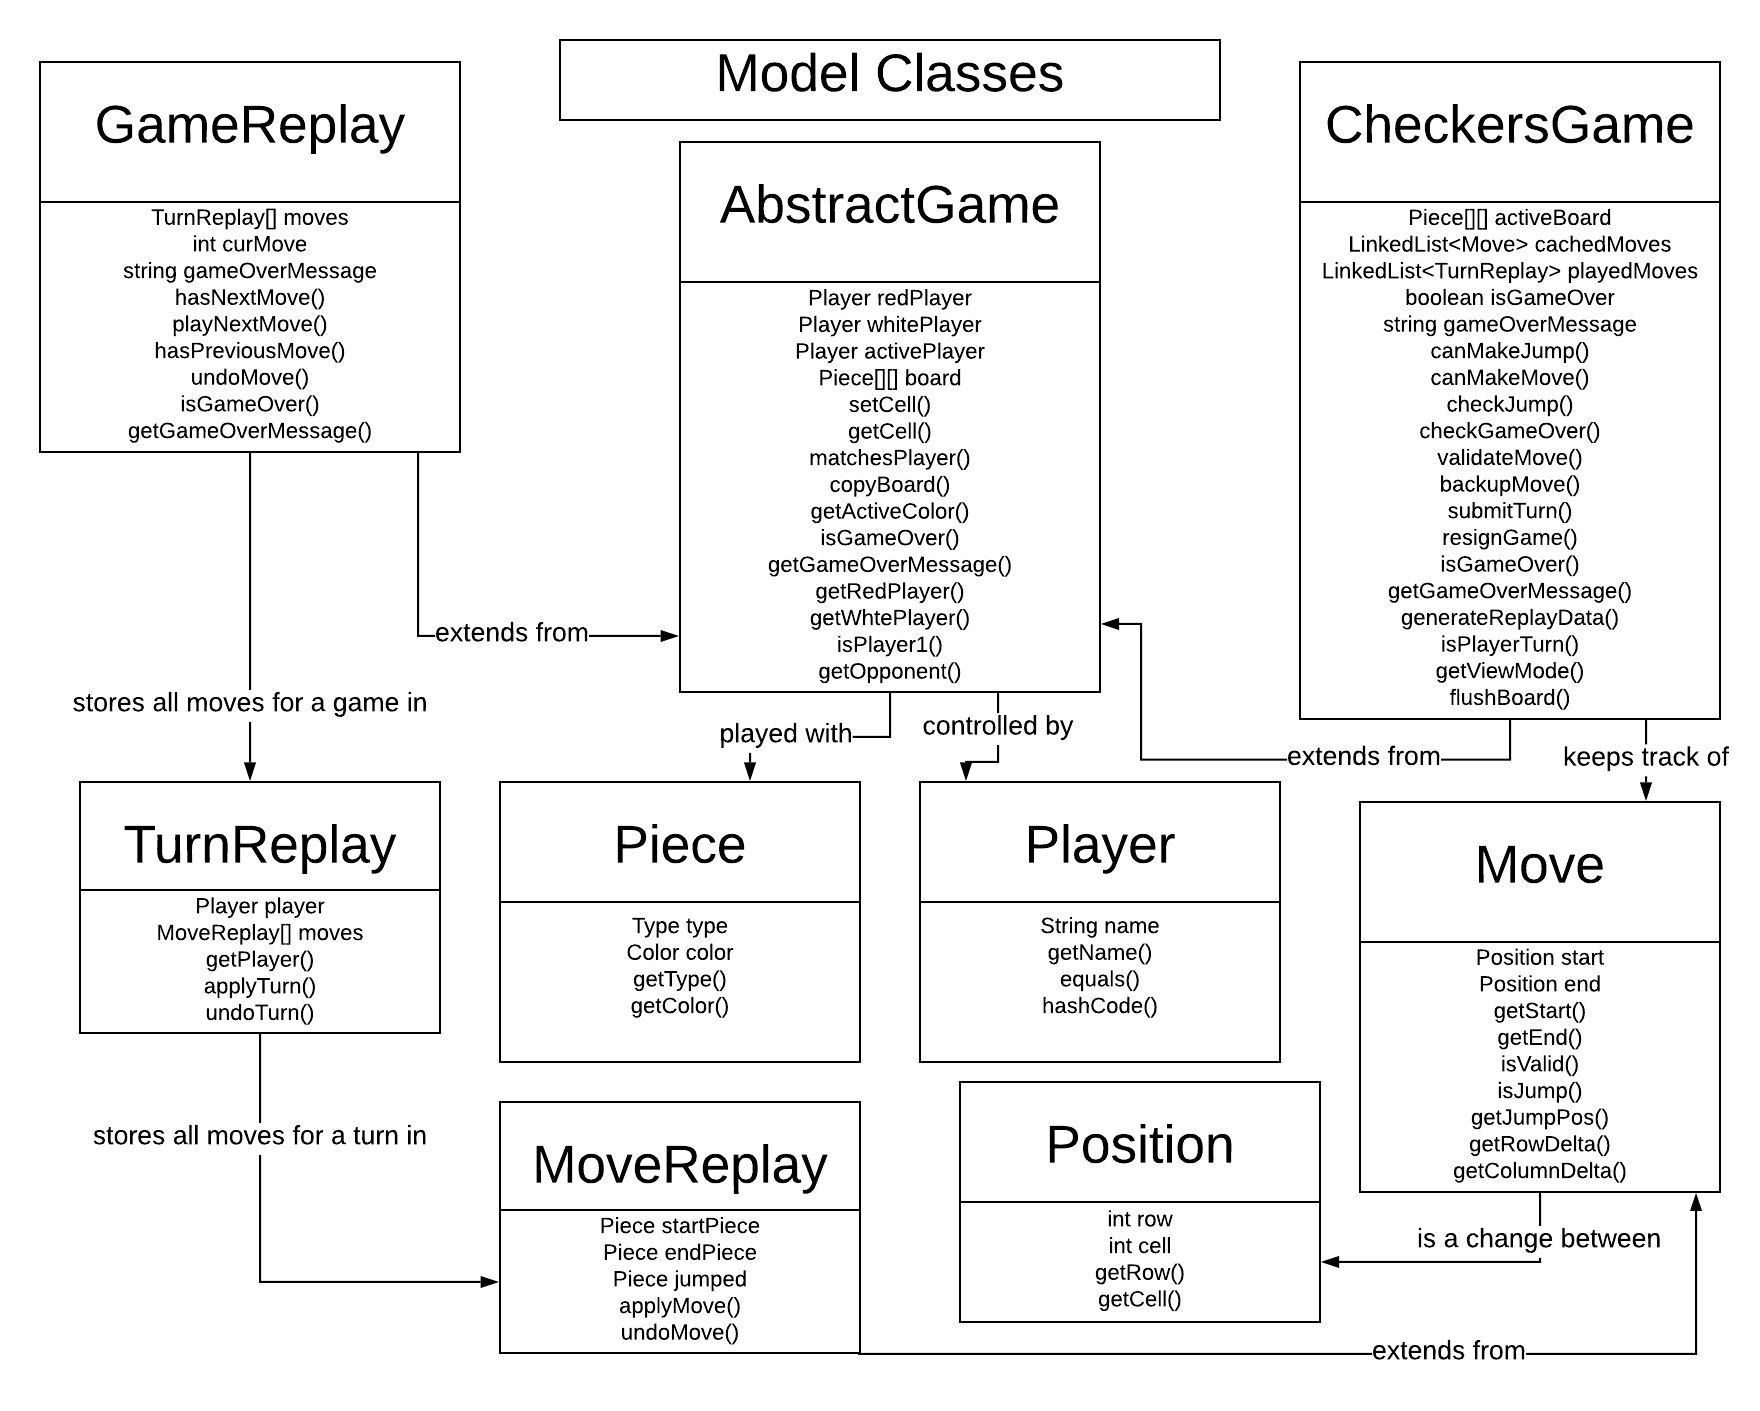 Model Classes
GameReplay
TurnReplay[] moves
int curMove
string gameOverMessage
hasNextMove()
playNextMove()
hasPreviousMove()
undoMove()
isGameOver()
getGameOverMessage()
AbstractGame
Player redPlayer
Player whitePlayer
Player activePlayer
Piece[][] board
setCell()
getCell()
matchesPlayer()
copyBoard()
getActiveColor()
isGameOver()
getGameOverMessage()
getRedPlayer()
getWhtePlayer()
isPlayer1()
getOpponent()
CheckersGame
Piece[][] activeBoard
LinkedList<Move> cachedMoves
LinkedList<TurnReplay> playedMoves
boolean isGameOver
string gameOverMessage
canMakeJump()
canMakeMove()
checkJump()
checkGameOver()
validateMove()
backupMove()
submitTurn()
resignGame()
isGameOver()
getGameOverMessage()
generateReplayData()
isPlayerTurn()
getViewMode()
flushBoard()
extends from
stores all moves for a game in
played with
controlled by
extends from
keeps track of
TurnReplay
Player player
MoveReplay[] moves
getPlayer()
applyTurn()
undoTurn()
Piece
Type type
Color color
getType()
getColor()
Player
String name
getName()
equals()
hashCode()
Move
Position start
Position end
getStart()
getEnd()
isValid()
isJump()
getJumpPos()
getRowDelta()
getColumnDelta()
stores all moves for a turn in
MoveReplay
Piece startPiece
Piece endPiece
Piece jumped
applyMove()
undoMove()
Position
int row
int cell
getRow()
getCell()
is a change between
extends from